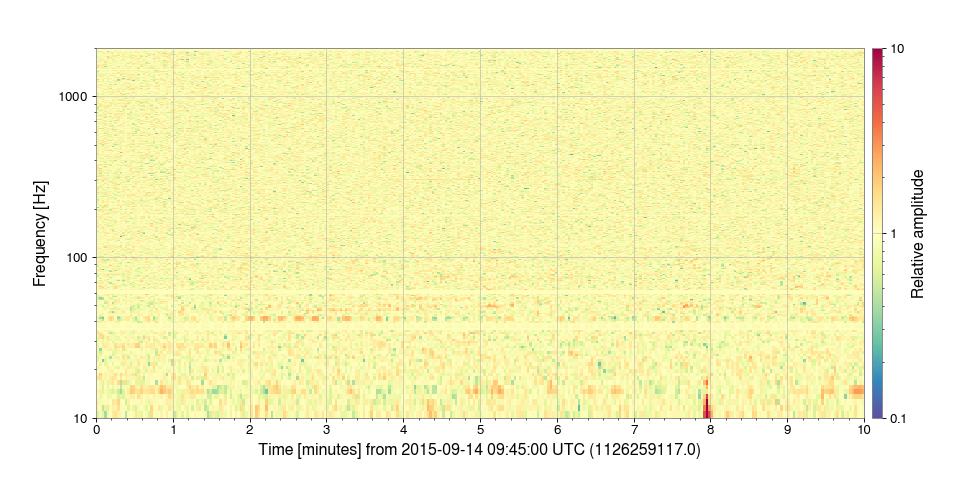 Frequency [Hz]
1000
100
10
0 1 2 3 4 5 6 7 8 9 10
Time [minutes] from 2015-09-14 09:45:00 UTC (1126259117.0)
10
1
0.1
Relative amplitude